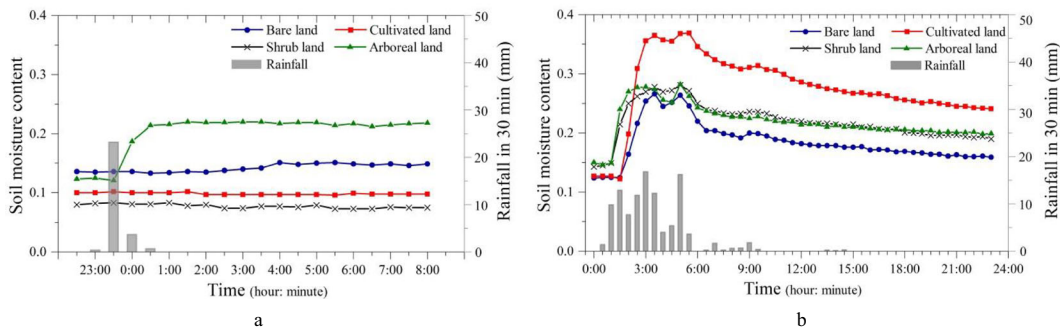 0.4
0.3
0.2
0.1
0.0
Soil moisture content
Bare land
Cultivated land
Shrub land
Arboreal land
Rainfall
50
40
30
20
10
0
Rainfall in 30 min (mm)
23:00 0:00 1:00 2:00 3:00 4:00 5:00 6:00 7:00 8:00
Time (hour: minute)
a
0.4
0.3
0.2
0.1
0.0
Soil moisture content
Bare land
Cultivated land
Shrub land
Arboreal land
Rainfall
50
40
30
20
10
0
Rainfall in 30 min (mm)
0:00 3:00 6:00 9:00 12:00 15:00 18:00 21:00 24:00
Time (hour: minute)
b